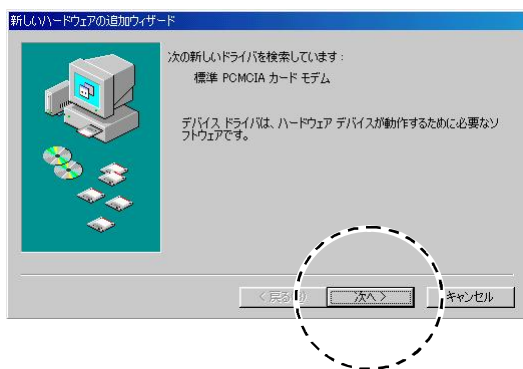 新しいハードウェアの追加ウィザード
次の新しいドライバを検索しています：
標準 PCMCIA カード モデム
デバイス ドライバは、ハードウェア デバイスが動作するために必要なソ
フトウェアです。
< 戻る(B) 次へ > キャンセル